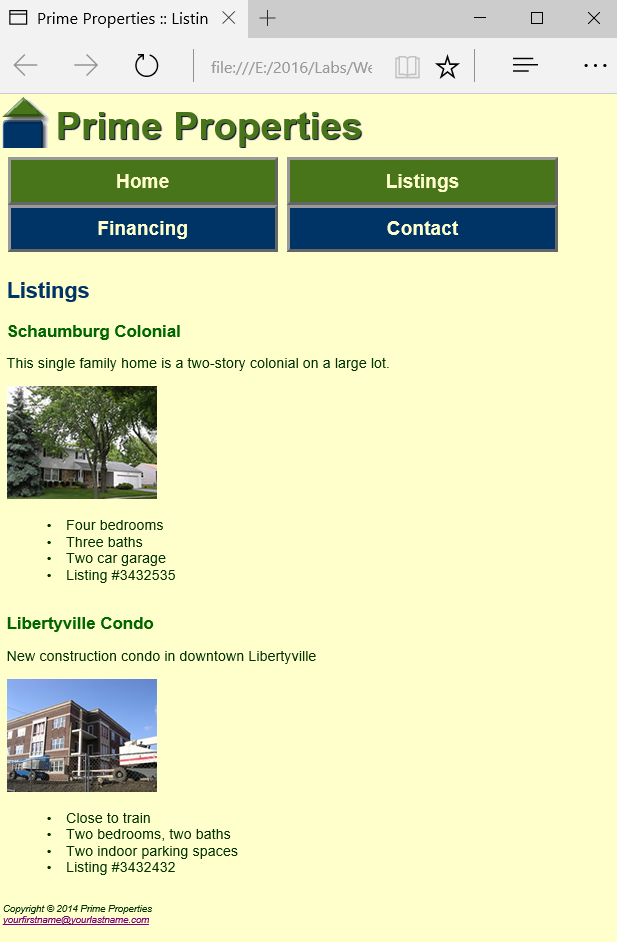 Prime Properties :: Listin
file:///E:/2016/Labs/We
Prime Properties
Home
Listings
Financing
Contact
Listings
Schaumburg Colonial
This single family home is a two-story colonial on a large lot.
• Four bedrooms
• Three baths
• Two car garage
• Listing #3432535
Libertyville Condo
New construction condo in downtown Libertyville
• Close to train
• Two bedrooms, two baths
• Two indoor parking spaces
• Listing #3432432
Copyright © 2014 Prime Properties
yourfirstname@yourlastname.com